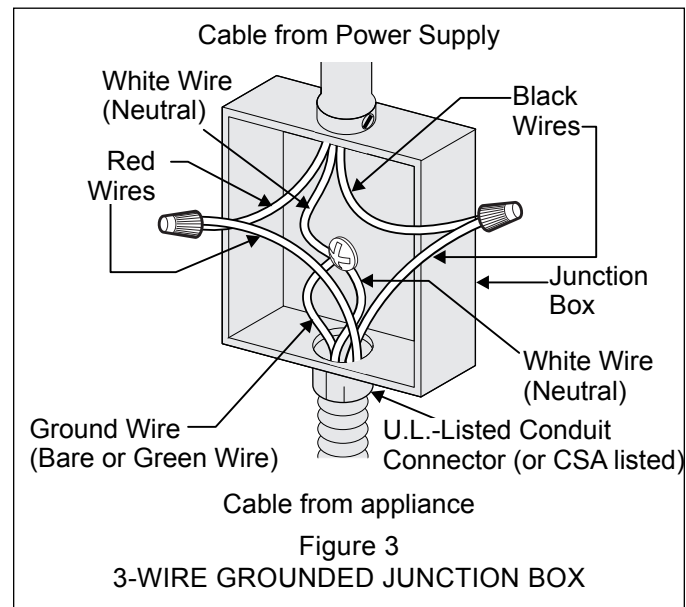 Cable from Power Supply
White Wire
(Neutral)
Black
Wires
Red
Wires
Junction
Box
White Wire
(Neutral)
Ground Wire
(Bare or Green Wire)
U.L.-Listed Conduit
Connector (or CSA listed)
Cable from appliance
Figure 3
3-WIRE GROUNDED JUNCTION BOX